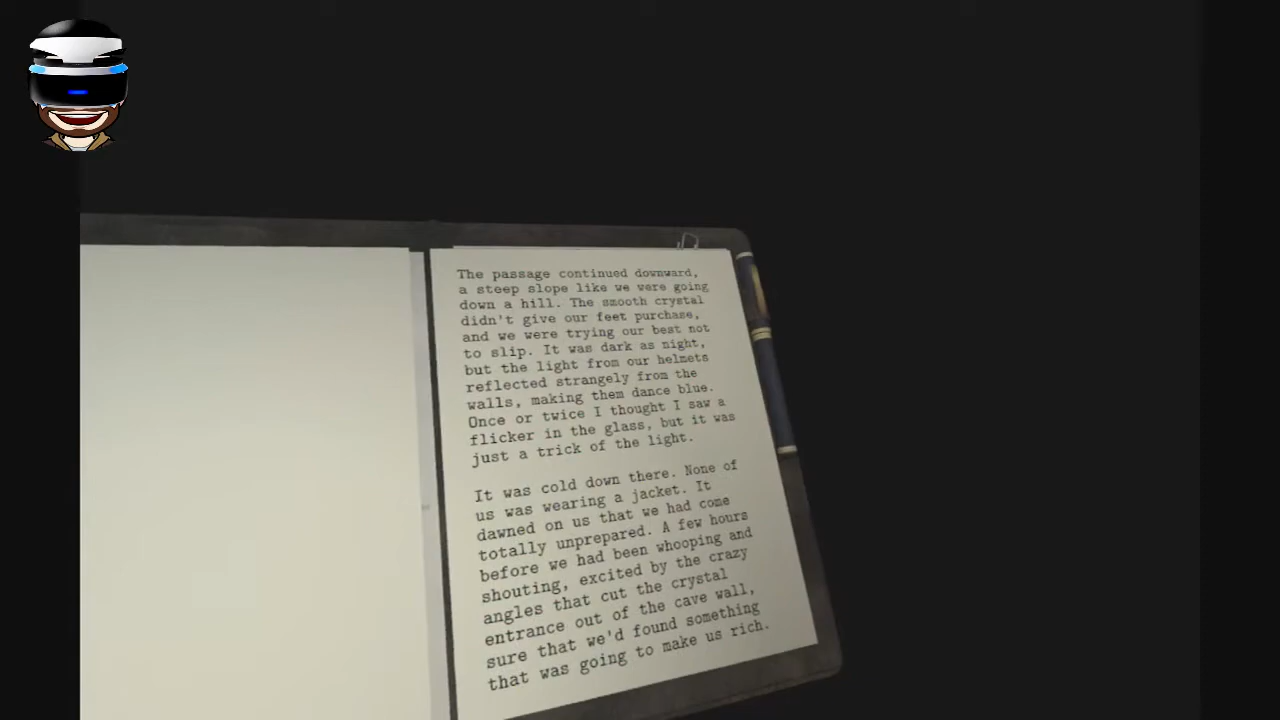 The passage continued downward,
a steep slope like we were going
down a hill. The smooth crystal
didn't give our feet purchase,
and we were trying our best not
to slip. It was dark as night,
but the light from our helmets
reflected strangely from the
walls, making them dance blue.
Once or twice I thought I saw a
flicker in the glass, but it was
just a trick of the light.
It was cold down there. None of
us was wearing a jacket. It
dawned on us that we had come
totally unprepared. A few hours
before we had been whooping and
shouting, excited by the crazy
angles that cut the crystal
entrance out of the cave wall,
sure that we'd found something
that was going to make us rich.